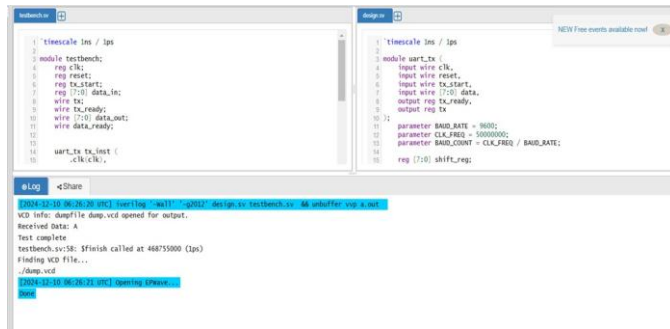 testbench.sv
1 `timescale 1ns / 1ps
2
3 module testbench;
4 reg clk;
5 reg reset;
6 reg tx_start;
7 reg [7:0] data_in;
8 wire tx;
9 wire tx_ready;
10 wire [7:0] data_out;
11 wire data_ready;
12
13
14 uart_tx tx_inst (
15 .clk(clk),
design.sv
1 `timescale 1ns / 1ps
2
3 module uart_tx (
4 input wire clk,
5 input wire reset,
6 input wire tx_start,
7 input wire [7:0] data,
8 output reg tx_ready,
9 output reg tx
10 );
11 parameter BAUD_RATE = 9600;
12 parameter CLK_FREQ = 50000000;
13 parameter BAUD_COUNT = CLK_FREQ / BAUD_RATE;
14
15 reg [7:0] shift_reg;
NEW Free events available now!
x
Log
Share
[2024-12-10 06:26:20 UTC] iverilog '-Wall' '-g2012' design.sv testbench.sv && unbuffer vvp a.out
VCD info: dumpfile dump.vcd opened for output.
Received Data: A
Test complete
testbench.sv:58: $finish called at 468755000 (1ps)
Finding VCD file...
./dump.vcd
[2024-12-10 06:26:21 UTC] Opening EPWave...
Done